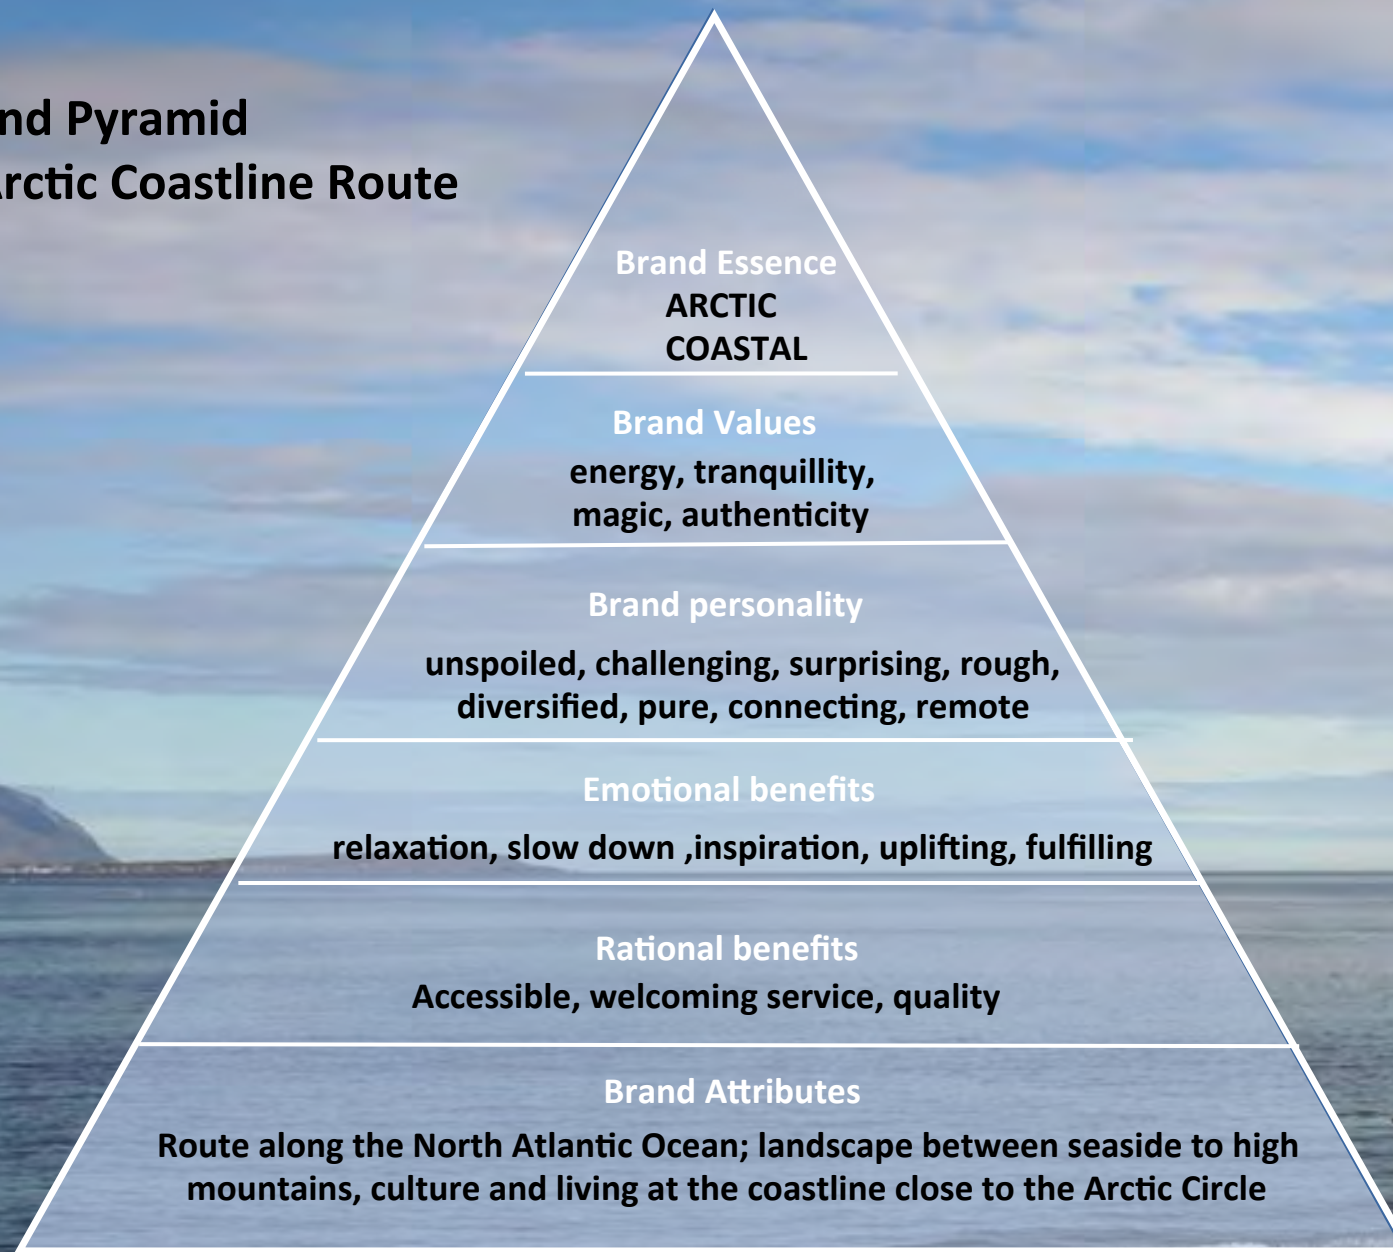 nd Pyramid
Arctic Coastline Route
Brand Essence
ARCTIC
COASTAL
Brand Values
energy, tranquillity,
magic, authenticity
Brand personality
unspoiled, challenging, surprising, rough,
diversified, pure, connecting, remote
Emotional benefits
relaxation, slow down ,inspiration, uplifting, fulfilling
Rational benefits
Accessible, welcoming service, quality
Brand Attributes
Route along the North Atlantic Ocean; landscape between seaside to high
mountains, culture and living at the coastline close to the Arctic Circle